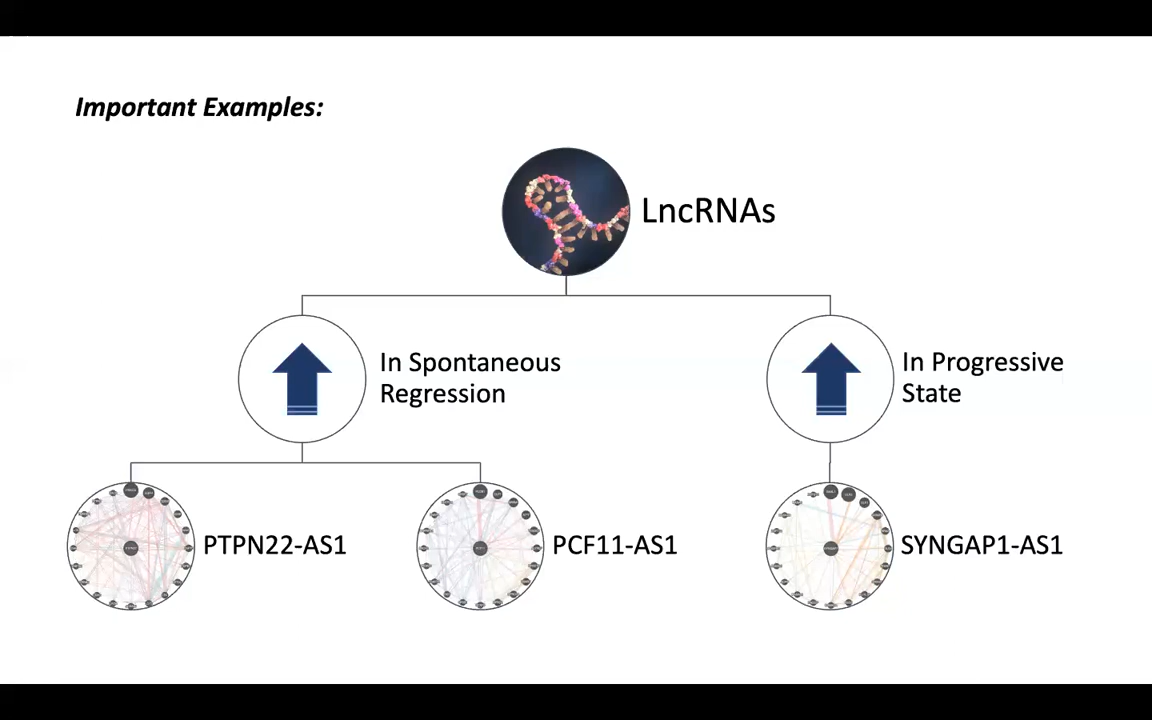 Important Examples:
LncRNAs
In Spontaneous
Regression
In Progressive
State
PTPN22-AS1
PCF11-AS1
SYNGAP1-AS1